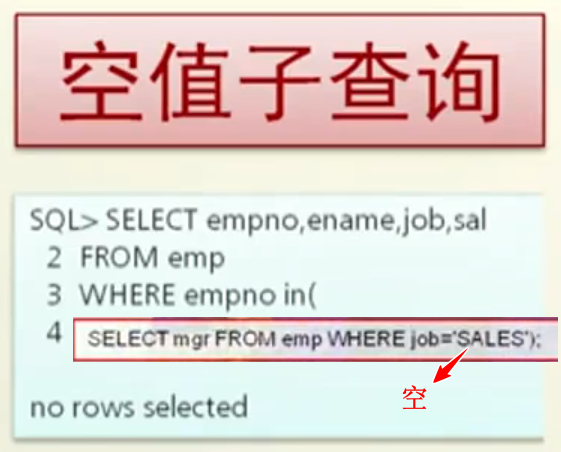 空值子查询
SQL> SELECT empno,ename,job,sal
2 FROM emp
3 WHERE empno in(
4 SELECT mgr FROM emp WHERE job='SALES');
空
no rows selected